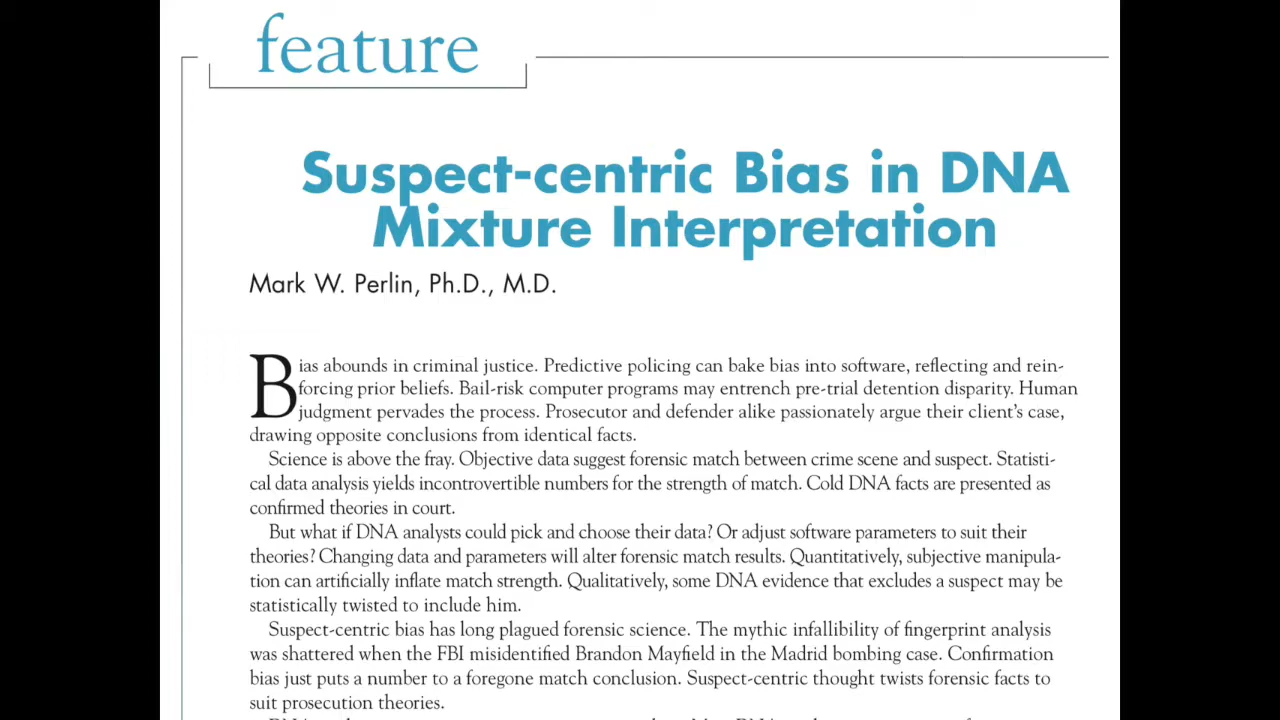 feature
Suspect-centric Bias in DNA
Mixture Interpretation
Mark W. Perlin, Ph.D., M.D.
Bias abounds in criminal justice. Predictive policing can bake bias into software, reflecting and rein-
forcing prior beliefs. Bail-risk computer programs may entrench pre-trial detention disparity. Human
judgment pervades the process. Prosecutor and defender alike passionately argue their client's case,
drawing opposite conclusions from identical facts.
Science is above the fray. Objective data suggest forensic match between crime scene and suspect. Statisti-
cal data analysis yields incontrovertible numbers for the strength of match. Cold DNA facts are presented as
confirmed theories in court.
But what if DNA analysts could pick and choose their data? Or adjust software parameters to suit their
theories? Changing data and parameters will alter forensic match results. Quantitatively, subjective manipula-
tion can artificially inflate match strength. Qualitatively, some DNA evidence that excludes a suspect may be
statistically twisted to include him.
Suspect-centric bias has long plagued forensic science. The mythic infallibility of fingerprint analysis
was shattered when the FBI misidentified Brandon Mayfield in the Madrid bombing case. Confirmation
bias just puts a number to a foregone match conclusion. Suspect-centric thought twists forensic facts to
suit prosecution theories.